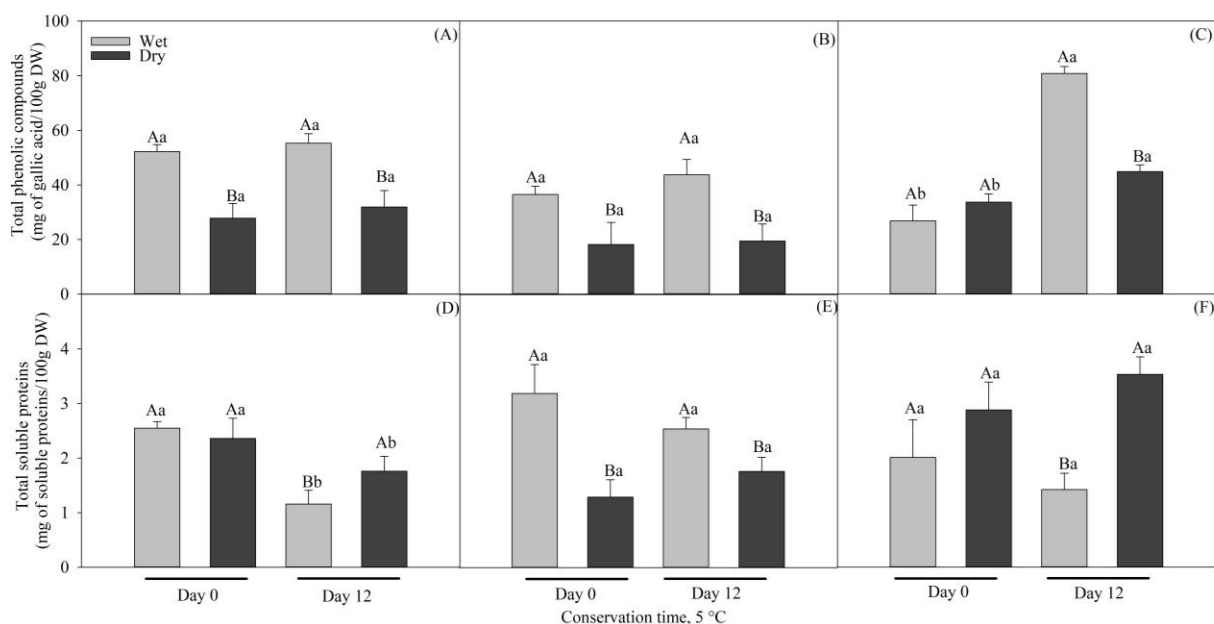 Total phenolic compounds
(mg of gallic acid/100g DW)
100
80
60
40
20
0
Wet
Dry
(A)
Aa
Ba
Aa
Ba
(B)
Aa
Ba
Aa
Ba
(C)
Ab
Ab
Aa
Ba
Total soluble proteins
(mg of soluble proteins/100g DW)
4
3
2
1
0
(D)
Aa
Aa
Bb
Ab
(E)
Aa
Ba
Aa
Ba
(F)
Aa
Aa
Ba
Aa
Day 0
Day 12
Day 0
Day 12
Day 0
Day 12
Conservation time, 5 °C